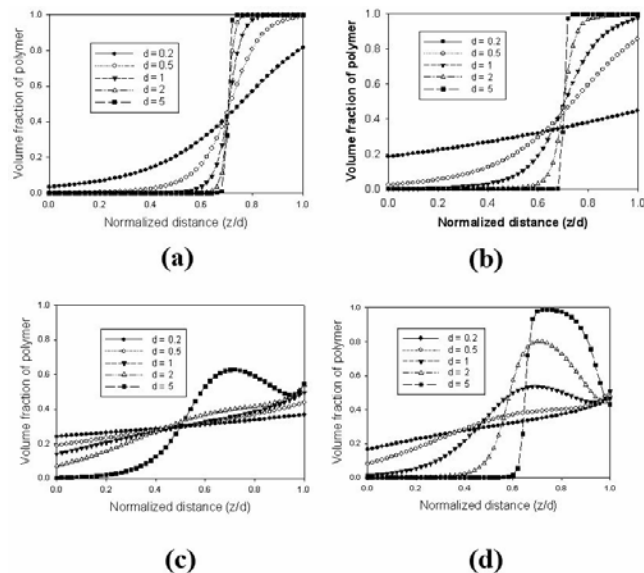 1.0
0.8
0.6
0.4
0.2
0.0
Volume fraction of polymer
d = 0.2
d = 0.5
d = 1
d = 2
d = 5
0.0 0.2 0.4 0.6 0.8 1.0
Normalized distance (z/d)
(a)
1.0
0.8
0.6
0.4
0.2
0.0
Volume fraction of polymer
d = 0.2
d = 0.5
d = 1
d = 2
d = 5
0.0 0.2 0.4 0.6 0.8 1.0
Normalized distance (z/d)
(b)
1.0
0.8
0.6
0.4
0.2
0.0
Volume fraction of polymer
d = 0.2
d = 0.5
d = 1
d = 2
d = 5
0.0 0.2 0.4 0.6 0.8 1.0
Normalized distance (z/d)
(c)
1.0
0.8
0.6
0.4
0.2
0.0
Volume fraction of polymer
d = 0.2
d = 0.5
d = 1
d = 2
d = 5
0.0 0.2 0.4 0.6 0.8 1.0
Normalized distance (z/d)
(d)